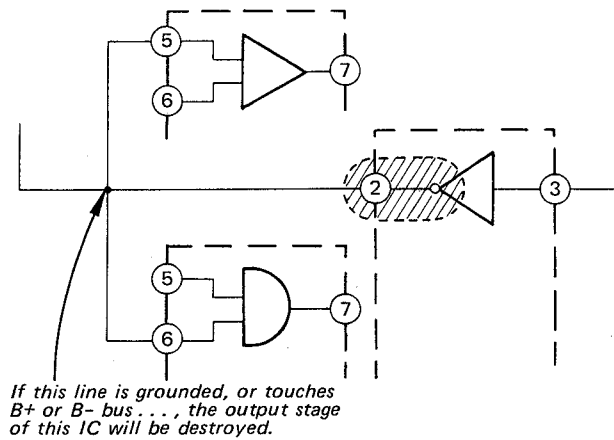 5
7
6
2
3
5
7
6
If this line is grounded, or touches
B+ or B- bus . . . , the output stage
of this IC will be destroyed.